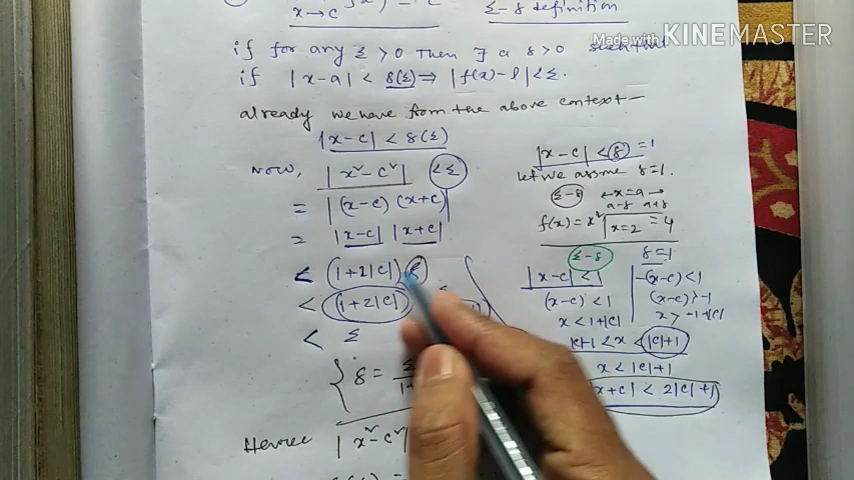 x→c
Σ-δ definition
Made with KINEMASTER
if for any Σ > 0 Then ∃ a δ > 0
if |x-a| < δ(Σ) ⇒ |f(x) - l| < Σ.
already we have from the above context —
|x-c| < δ(Σ)
Now, |x² - c²| < Σ
= |(x-c) (x+c)|
= |x-c| |x+c|
< (1+2|c|) δ
< (1+2|c|)
< Σ
{ δ =
Hence |x² - c²|
|x-c| < δ = 1
let we assume δ=1.
Σ-δ ←x=a→
a-δ a+δ
f(x) = x² |x=2 = 4
Σ-δ δ=1
|x-c| < 1
(x-c) < 1
x < 1+|c|
-(x-c) < 1
(x-c) > -1
x > -1+|c|
< x < |c|+1
x < |c|+1
x+c| < 2|c|+1